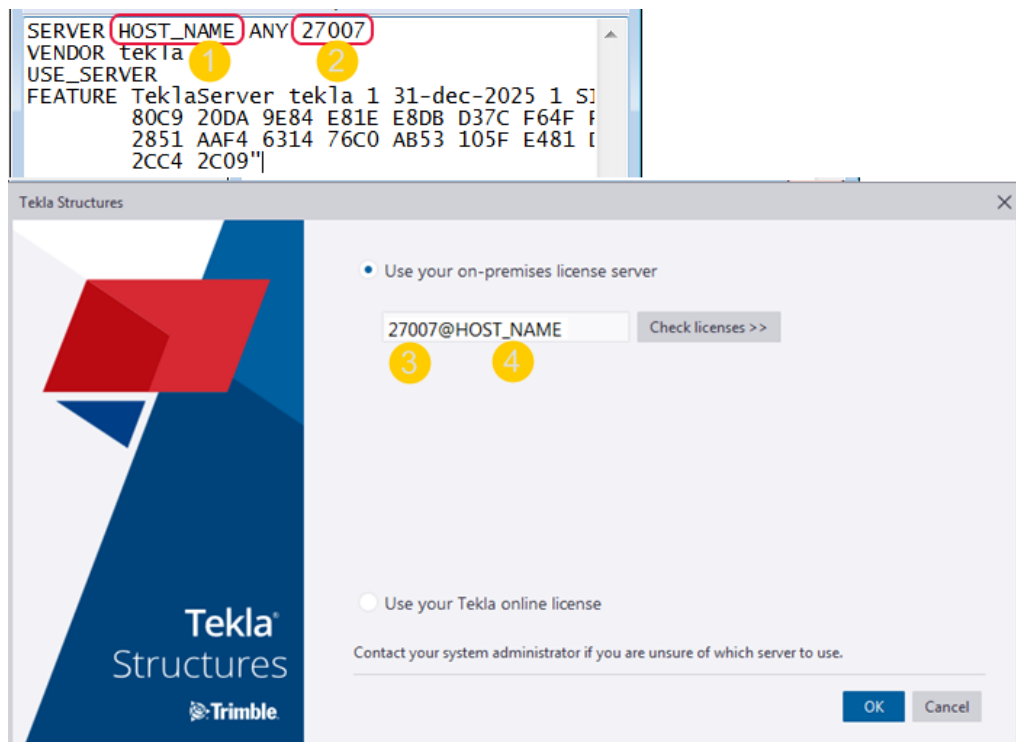 SERVER HOST_NAME ANY 27007
1
2
VENDOR tekla
USE_SERVER
FEATURE TeklaServer tekla 1 31-dec-2025 1
80C9 20DA 9E84 E81E E8DB D37C F64F
2851 AAF4 6314 76C0 AB53 105F E481
2CC4 2C09"
Tekla Structures
Use your on-premises license server
27007@HOST_NAME
Check licenses >>
3
4
Use your Tekla online license
Contact your system administrator if you are unsure of which server to use.
Tekla®
Structures
Trimble.
OK
Cancel